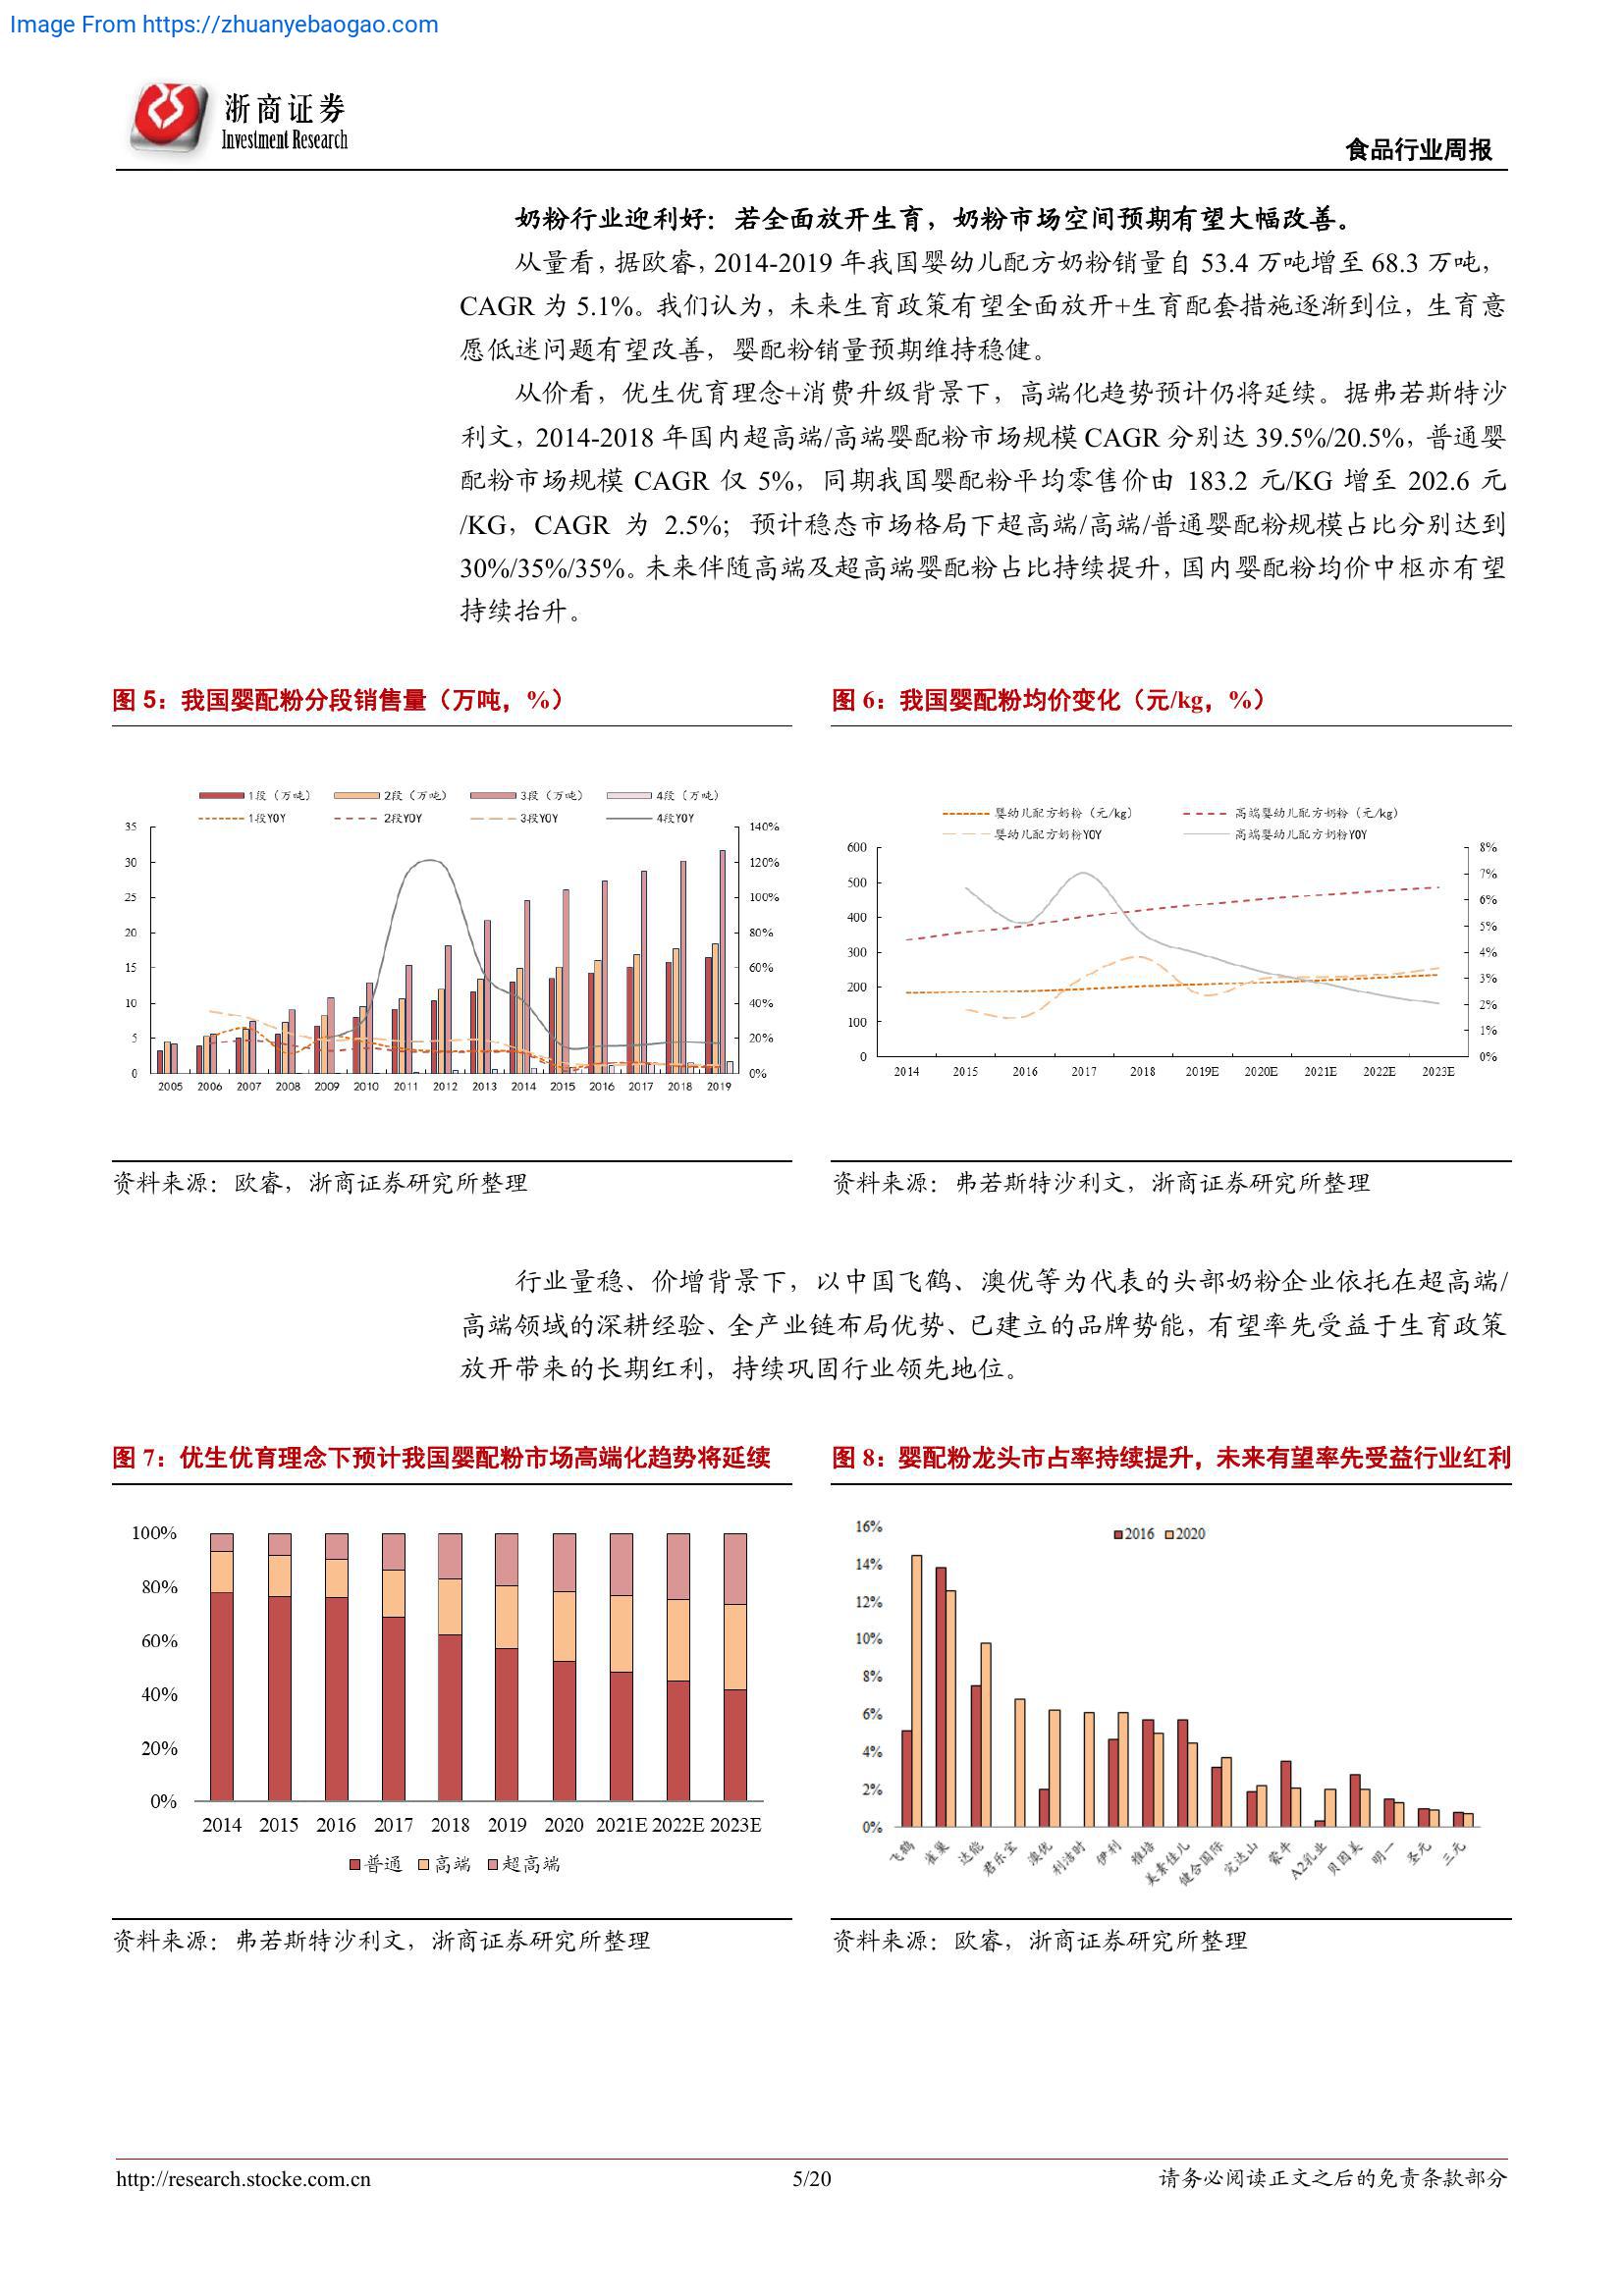 Image From https://zhuanyebaogao.com
浙商证券
Investment Research
食品行业周报
奶粉行业迎利好：若全面放开生育，奶粉市场空间预期有望大幅改善。
从量看，据欧睿，2014-2019 年我国婴幼儿配方奶粉销量自 53.4 万吨增至 68.3 万吨，
CAGR 为 5.1%。我们认为，未来生育政策有望全面放开+生育配套措施逐渐到位，生育意
愿低迷问题有望改善，婴配粉销量预期维持稳健。
从价看，优生优育理念+消费升级背景下，高端化趋势预计仍将延续。据弗若斯特沙
利文，2014-2018 年国内超高端/高端婴配粉市场规模 CAGR 分别达 39.5%/20.5%，普通婴
配粉市场规模 CAGR 仅 5%，同期我国婴配粉平均零售价由 183.2 元/KG 增至 202.6 元
/KG，CAGR 为 2.5%；预计稳态市场格局下超高端/高端/普通婴配粉规模占比分别达到
30%/35%/35%。未来伴随高端及超高端婴配粉占比持续提升，国内婴配粉均价中枢亦有望
持续抬升。
图 5：我国婴配粉分段销售量（万吨，%）
1段（万吨） 2段（万吨） 3段（万吨） 4段（万吨）
1段YOY 2段YOY 3段YOY 4段YOY
35 140%
30 120%
25 100%
20 80%
15 60%
10 40%
5 20%
0 0%
2005 2006 2007 2008 2009 2010 2011 2012 2013 2014 2015 2016 2017 2018 2019
资料来源：欧睿，浙商证券研究所整理
图 6：我国婴配粉均价变化（元/kg，%）
婴幼儿配方奶粉（元/kg） 高端婴幼儿配方奶粉（元/kg）
婴幼儿配方奶粉YOY 高端婴幼儿配方奶粉YOY
600 8%
500 7%
400 6%
300 5%
200 4%
100 3%
0 2%
1%
0%
2014 2015 2016 2017 2018 2019E 2020E 2021E 2022E 2023E
资料来源：弗若斯特沙利文，浙商证券研究所整理
行业量稳、价增背景下，以中国飞鹤、澳优等为代表的头部奶粉企业依托在超高端/
高端领域的深耕经验、全产业链布局优势、已建立的品牌势能，有望率先受益于生育政策
放开带来的长期红利，持续巩固行业领先地位。
图 7：优生优育理念下预计我国婴配粉市场高端化趋势将延续
100%
80%
60%
40%
20%
0%
2014 2015 2016 2017 2018 2019 2020 2021E 2022E 2023E
普通 高端 超高端
资料来源：弗若斯特沙利文，浙商证券研究所整理
图 8：婴配粉龙头市占率持续提升，未来有望率先受益行业红利
2016 2020
16%
14%
12%
10%
8%
6%
4%
2%
0%
飞鹤 雀巢 达能 君乐宝 澳优 利洁时 伊利 雅培 美素佳儿 健合国际 完达山 蒙牛 A2乳业 贝因美 明一 圣元 三元
资料来源：欧睿，浙商证券研究所整理
http://research.stocke.com.cn
5/20
请务必阅读正文之后的免责条款部分